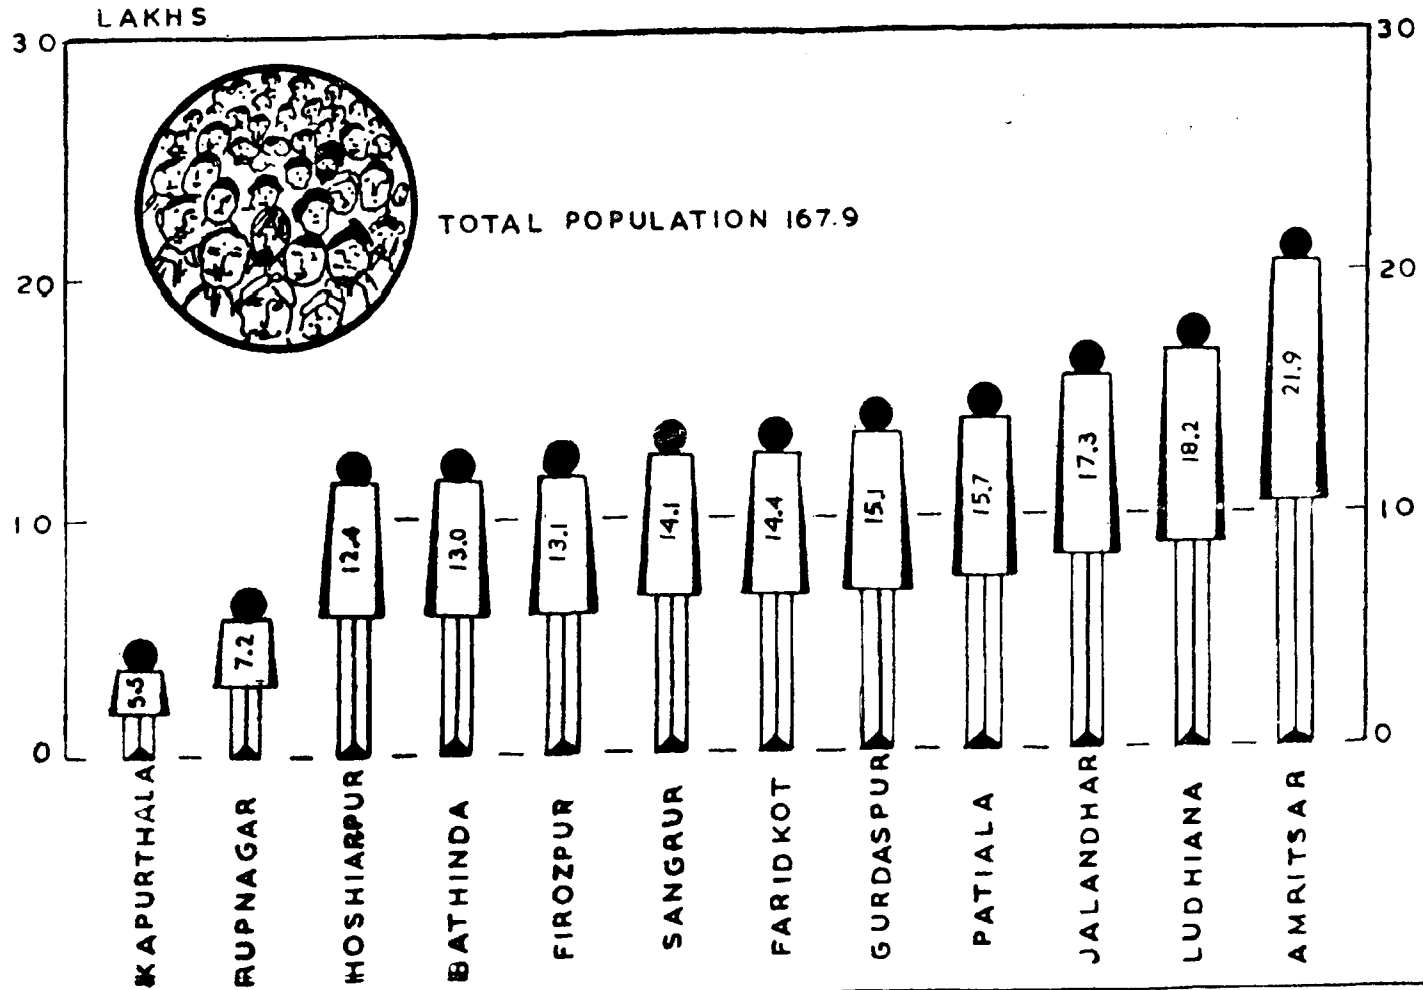 LAKHS
30
30
TOTAL POPULATION 167.9
20
20
10
10
0
0
5.5
7.2
12.4
13.0
13.1
14.1
14.4
15.1
15.7
17.3
18.2
21.9
KAPURTHALA
RUPNAGAR
HOSHIARPUR
BATHINDA
FIROZPUR
SANGRUR
FARIDKOT
GURDASPUR
PATIALA
JALANDHAR
LUDHIANA
AMRITSAR